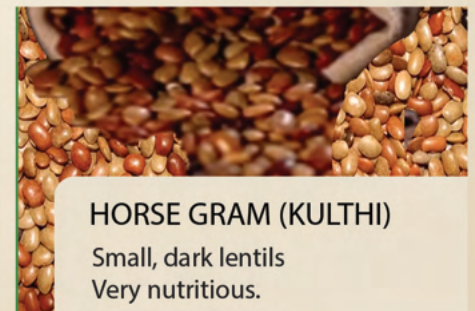 HORSE GRAM (KULTHI)
Small, dark lentils
Very nutritious.